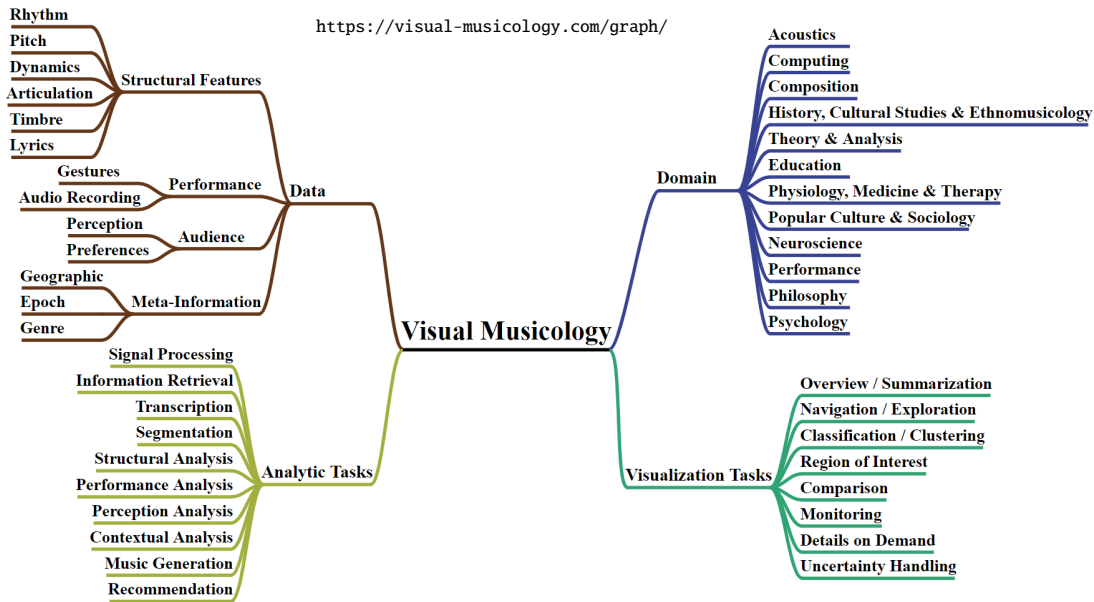 https://visual-musicology.com/graph/
Rhythm
Pitch
Dynamics
Articulation
Timbre
Lyrics
Structural Features
Gestures
Audio Recording
Performance
Perception
Preferences
Audience
Geographic
Epoch
Genre
Meta-Information
Data
Signal Processing
Information Retrieval
Transcription
Segmentation
Structural Analysis
Performance Analysis
Perception Analysis
Contextual Analysis
Music Generation
Recommendation
Analytic Tasks
Visual Musicology
Domain
Acoustics
Computing
Composition
History, Cultural Studies & Ethnomusicology
Theory & Analysis
Education
Physiology, Medicine & Therapy
Popular Culture & Sociology
Neuroscience
Performance
Philosophy
Psychology
Visualization Tasks
Overview / Summarization
Navigation / Exploration
Classification / Clustering
Region of Interest
Comparison
Monitoring
Details on Demand
Uncertainty Handling